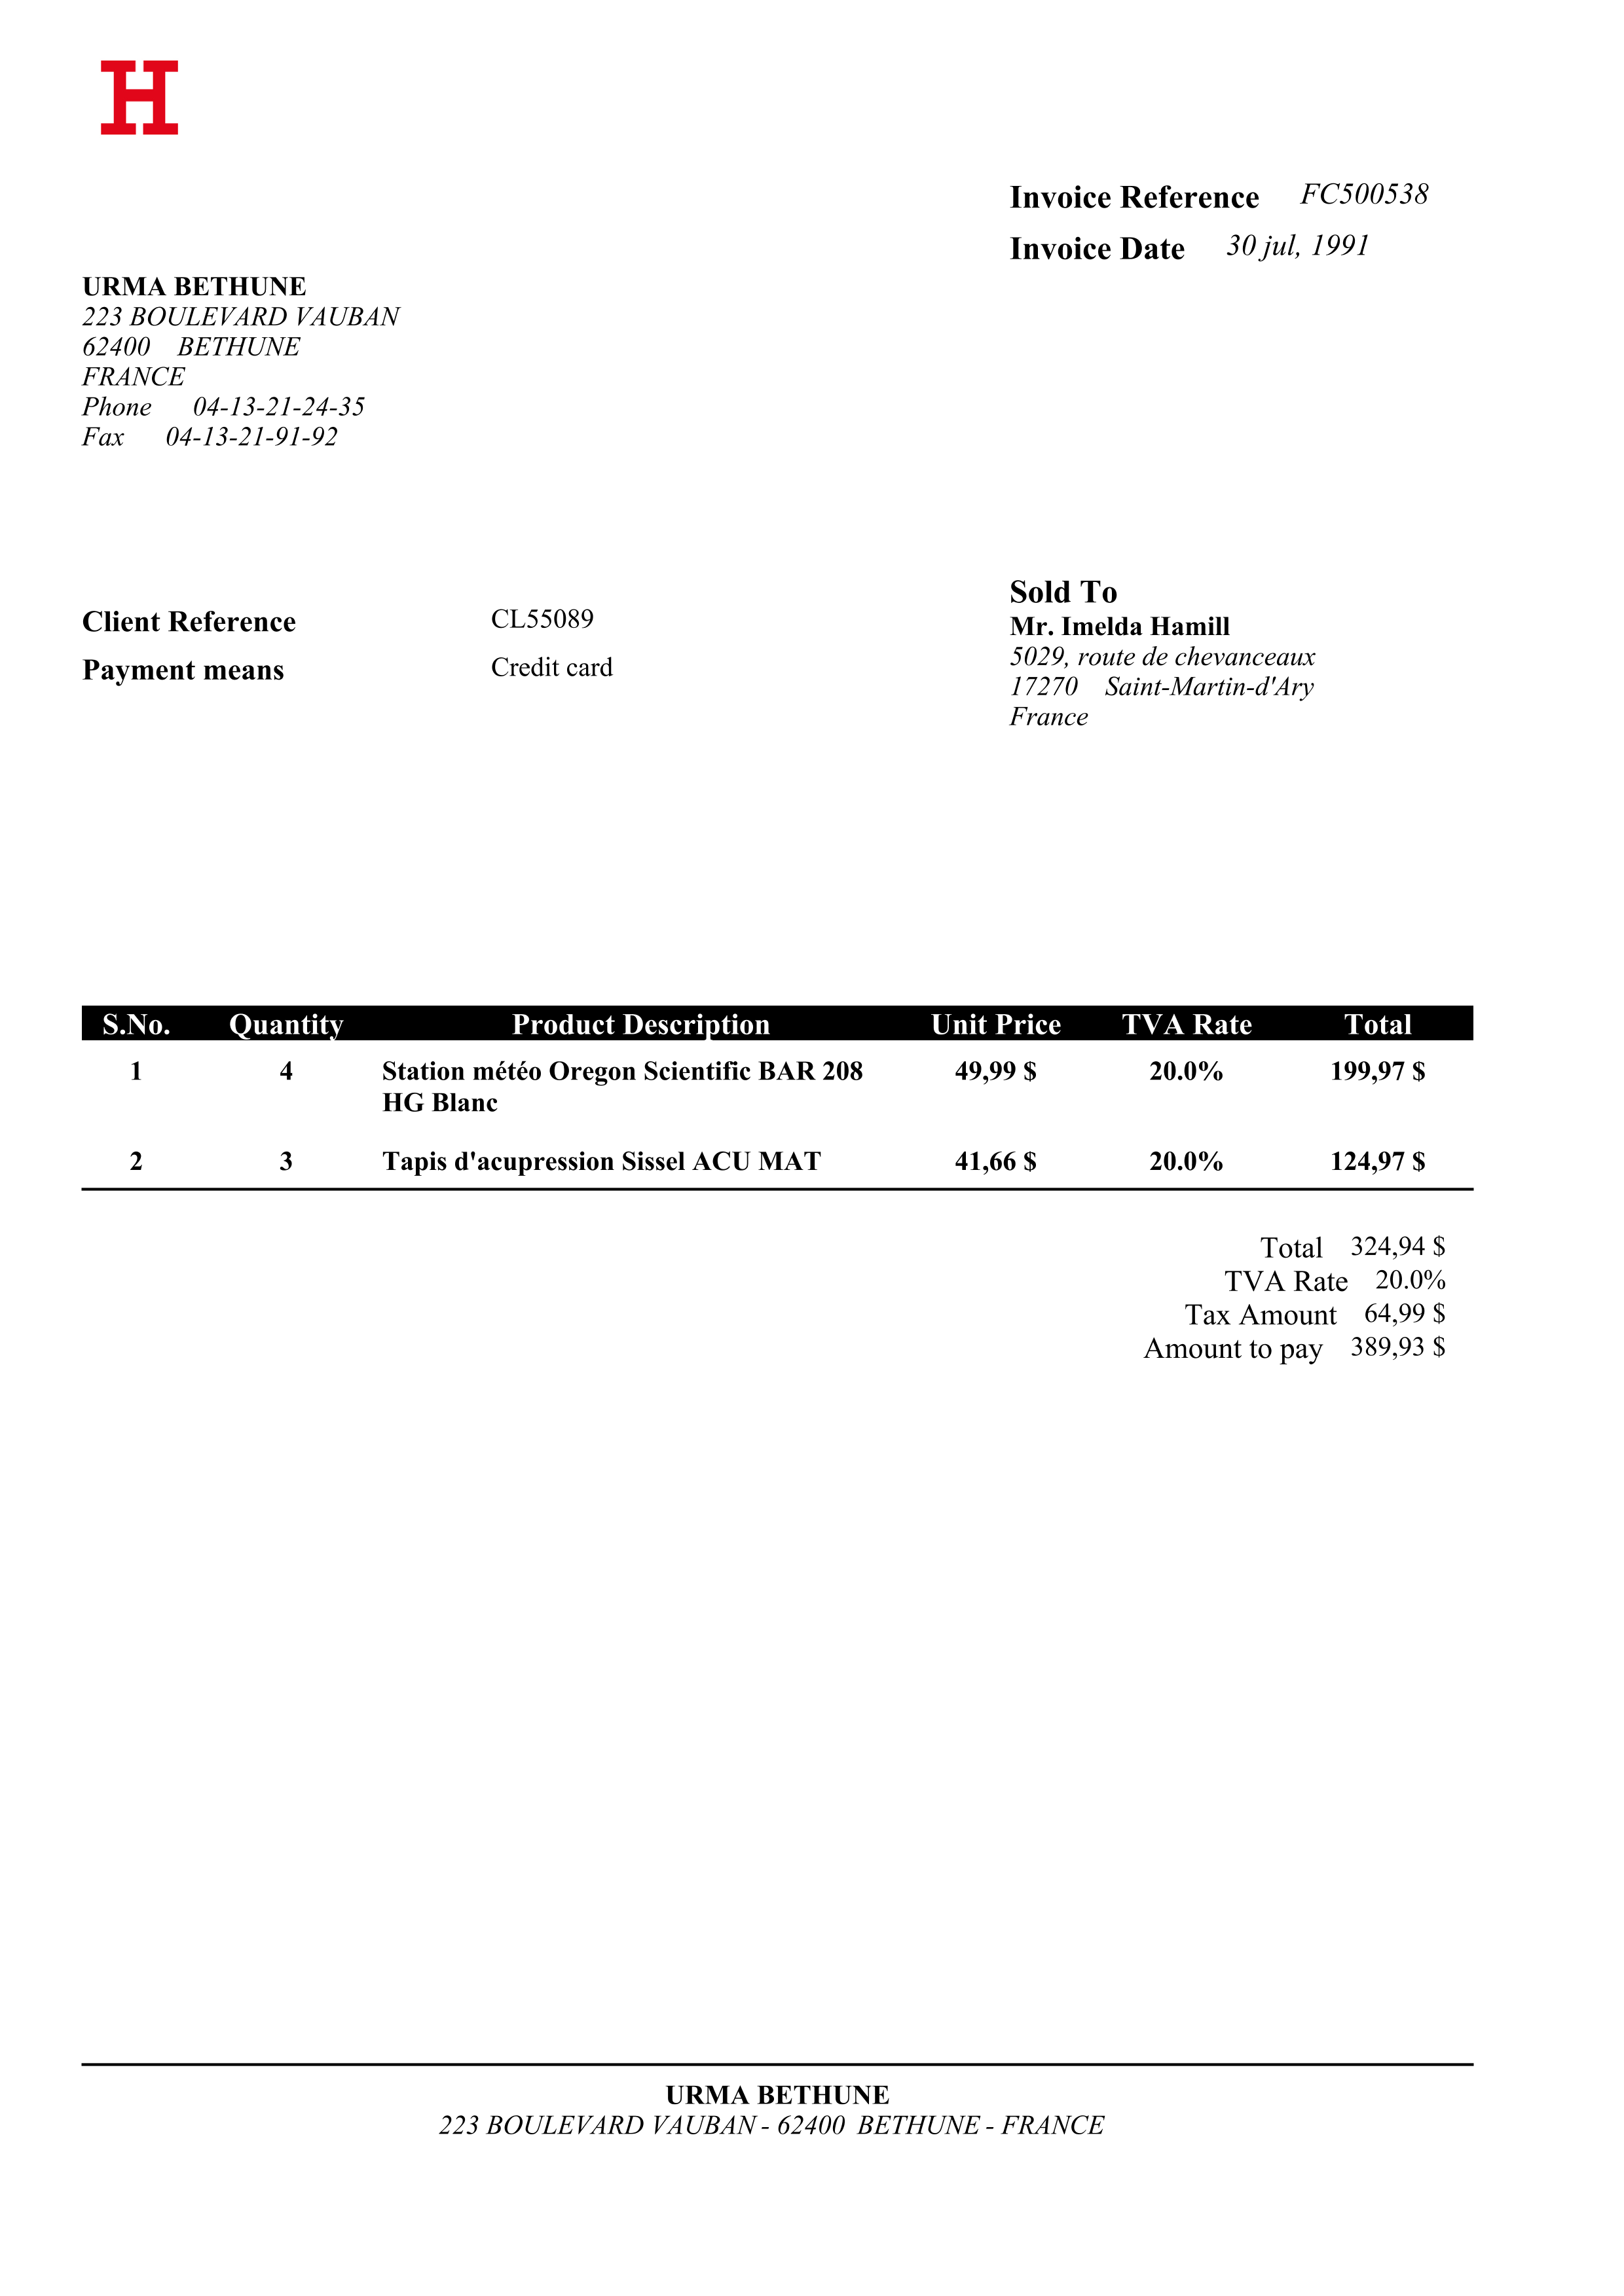 H
Invoice Reference FC500538
Invoice Date 30 jul, 1991
URMA BETHUNE
223 BOULEVARD VAUBAN
62400 BETHUNE
FRANCE
Phone 04-13-21-24-35
Fax 04-13-21-91-92
Client Reference CL55089
Payment means Credit card
Sold To
Mr. Imelda Hamill
5029, route de chevanceaux
17270 Saint-Martin-d'Ary
France
S.No. Quantity Product Description Unit Price TVA Rate Total
1 4 Station météo Oregon Scientific BAR 208 49,99 $ 20.0% 199,97 $
HG Blanc
2 3 Tapis d'acupression Sissel ACU MAT 41,66 $ 20.0% 124,97 $
Total 324,94 $
TVA Rate 20.0%
Tax Amount 64,99 $
Amount to pay 389,93 $
URMA BETHUNE
223 BOULEVARD VAUBAN - 62400 BETHUNE - FRANCE